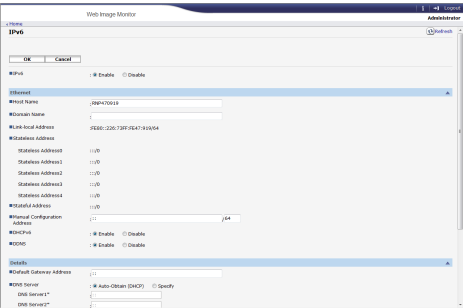 Web Image Monitor
Logout
Administrator
Home
IPv6
Refresh
OK Cancel
IPv6 : Enable Disable
Ethernet
Host Name : RNP470919
Domain Name :
Link-local Address :FE80::226:73FF:FE47:919/64
Stateless Address
Stateless Address0 :::/0
Stateless Address1 :::/0
Stateless Address2 :::/0
Stateless Address3 :::/0
Stateless Address4 :::/0
Stateful Address :::/0
Manual Configuration Address : :: / 64
DHCPv6 : Enable Disable
DDNS : Enable Disable
Details
Default Gateway Address : ::
DNS Server : Auto-Obtain (DHCP) Specify
DNS Server1* : ::
DNS Server2* : ::